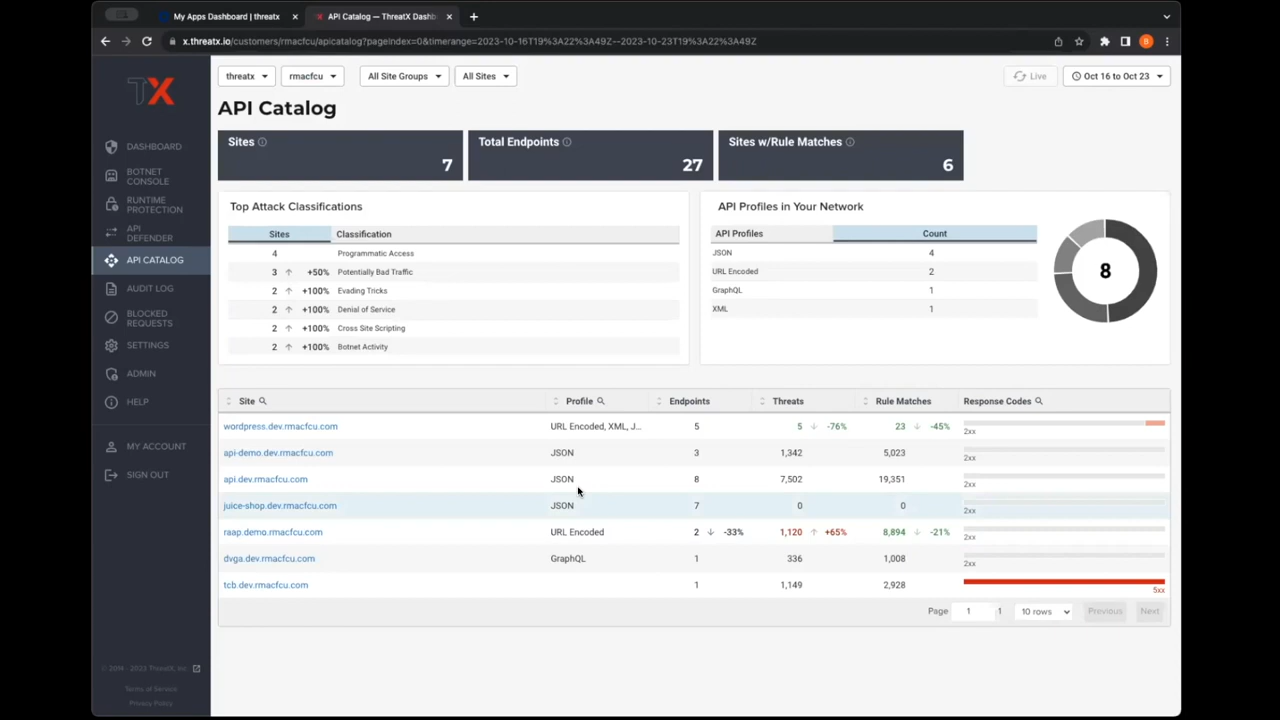 My Apps Dashboard | threatx
API Catalog — ThreatX Dashb
x.threatx.io/customers/rmacfcu/apicatalog?pageIndex=0&timerange=2023-10-16T19%3A22%3A49Z--2023-10-23T19%3A22%3A49Z
B
TX
threatx
rmacfcu
All Site Groups
All Sites
Live
Oct 16 to Oct 23
API Catalog
DASHBOARD
BOTNET
CONSOLE
RUNTIME
PROTECTION
API
DEFENDER
API CATALOG
AUDIT LOG
BLOCKED
REQUESTS
SETTINGS
ADMIN
HELP
MY ACCOUNT
SIGN OUT
Sites 7
Total Endpoints 27
Sites w/Rule Matches 6
Top Attack Classifications
Sites Classification
4 Programmatic Access
3 ↑ +50% Potentially Bad Traffic
2 ↑ +100% Evading Tricks
2 ↑ +100% Denial of Service
2 ↑ +100% Cross Site Scripting
2 ↑ +100% Botnet Activity
API Profiles in Your Network
API Profiles Count
JSON 4
URL Encoded 2
GraphQL 1
XML 1
8
Site Profile Endpoints Threats Rule Matches Response Codes
wordpress.dev.rmacfcu.com URL Encoded, XML, J... 5 5 ↓ -76% 23 ↓ -45% 2xx
api-demo.dev.rmacfcu.com JSON 3 1,342 5,023 2xx
api.dev.rmacfcu.com JSON 8 7,502 19,351 2xx
juice-shop.dev.rmacfcu.com JSON 7 0 0 2xx
raap.demo.rmacfcu.com URL Encoded 2 ↓ -33% 1,120 ↑ +65% 8,894 ↓ -21% 2xx
dvga.dev.rmacfcu.com GraphQL 1 336 1,008 2xx
tcb.dev.rmacfcu.com 1 1,149 2,928 5xx
Page 1 1 10 rows Previous Next
Terms of Service
Privacy Policy